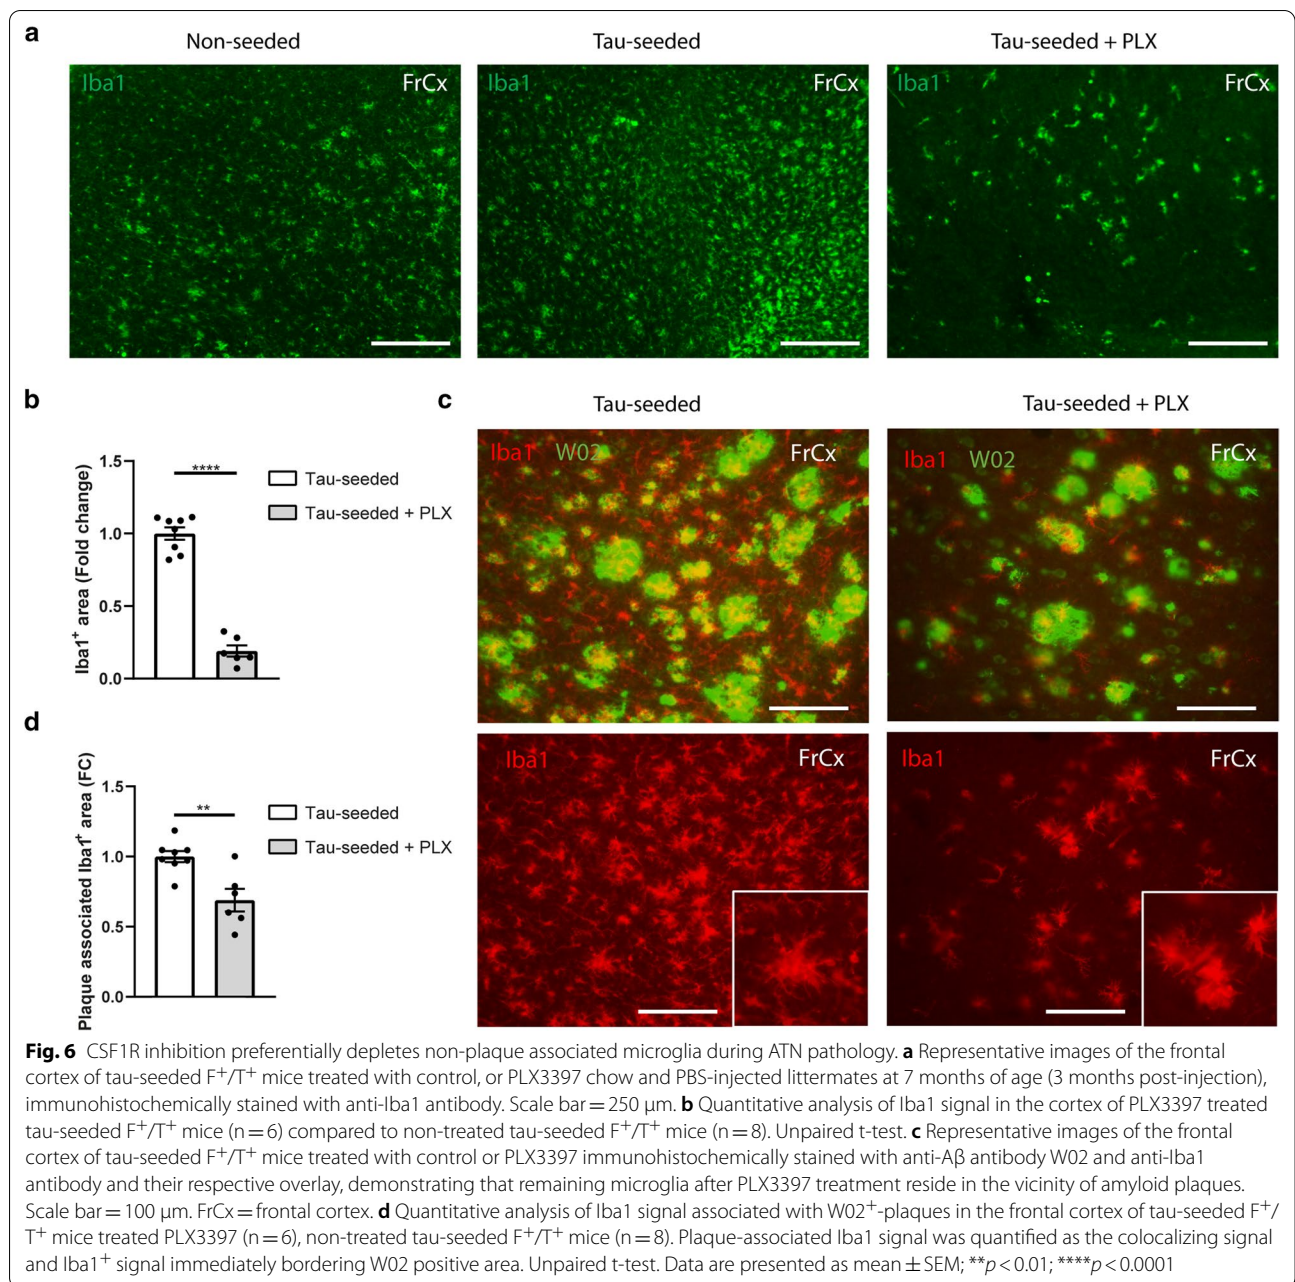 a
Non-seeded
Tau-seeded
Tau-seeded + PLX
Iba1
FrCx
Iba1
FrCx
Iba1
FrCx
b
Iba1⁺ area (Fold change)
1.5
1.0
0.5
0.0
****
Tau-seeded
Tau-seeded + PLX
c
Tau-seeded
Tau-seeded + PLX
Iba1 W02
FrCx
Iba1 W02
FrCx
Iba1
FrCx
Iba1
FrCx
d
Plaque associated Iba1⁺ area (FC)
1.5
1.0
0.5
0.0
**
Tau-seeded
Tau-seeded + PLX
Fig. 6 CSF1R inhibition preferentially depletes non-plaque associated microglia during ATN pathology. a Representative images of the frontal
cortex of tau-seeded F⁺/T⁺ mice treated with control, or PLX3397 chow and PBS-injected littermates at 7 months of age (3 months post-injection),
immunohistochemically stained with anti-Iba1 antibody. Scale bar = 250 µm. b Quantitative analysis of Iba1 signal in the cortex of PLX3397 treated
tau-seeded F⁺/T⁺ mice (n = 6) compared to non-treated tau-seeded F⁺/T⁺ mice (n = 8). Unpaired t-test. c Representative images of the frontal
cortex of tau-seeded F⁺/T⁺ mice treated with control or PLX3397 immunohistochemically stained with anti-Aβ antibody W02 and anti-Iba1
antibody and their respective overlay, demonstrating that remaining microglia after PLX3397 treatment reside in the vicinity of amyloid plaques.
Scale bar = 100 µm. FrCx = frontal cortex. d Quantitative analysis of Iba1 signal associated with W02⁺-plaques in the frontal cortex of tau-seeded F⁺/
T⁺ mice treated PLX3397 (n = 6), non-treated tau-seeded F⁺/T⁺ mice (n = 8). Plaque-associated Iba1 signal was quantified as the colocalizing signal
and Iba1⁺ signal immediately bordering W02 positive area. Unpaired t-test. Data are presented as mean ± SEM; **p < 0.01; ****p < 0.0001